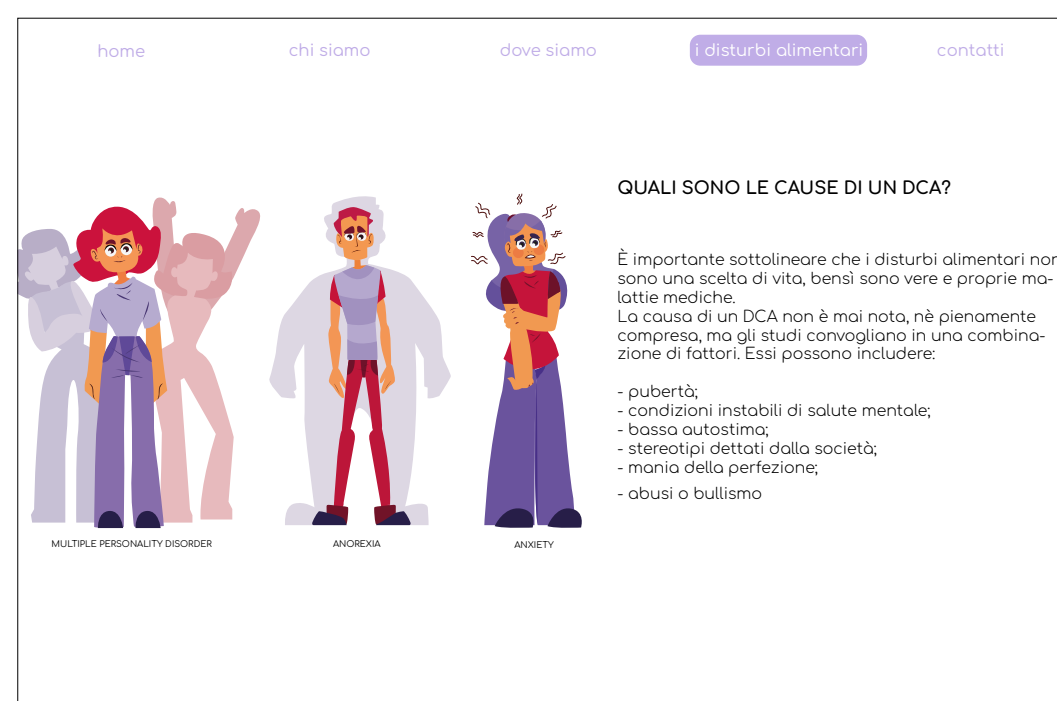 home
chi siamo
dove siamo
i disturbi alimentari
contatti
QUALI SONO LE CAUSE DI UN DCA?
È importante sottolineare che i disturbi alimentari non
sono una scelta di vita, bensì sono vere e proprie ma-
lattie mediche.
La causa di un DCA non è mai nota, nè pienamente
compresa, ma gli studi convogliano in una combina-
zione di fattori. Essi possono includere:
- pubertà;
- condizioni instabili di salute mentale;
- bassa autostima;
- stereotipi dettati dalla società;
- mania della perfezione;
- abusi o bullismo
MULTIPLE PERSONALITY DISORDER
ANOREXIA
ANXIETY